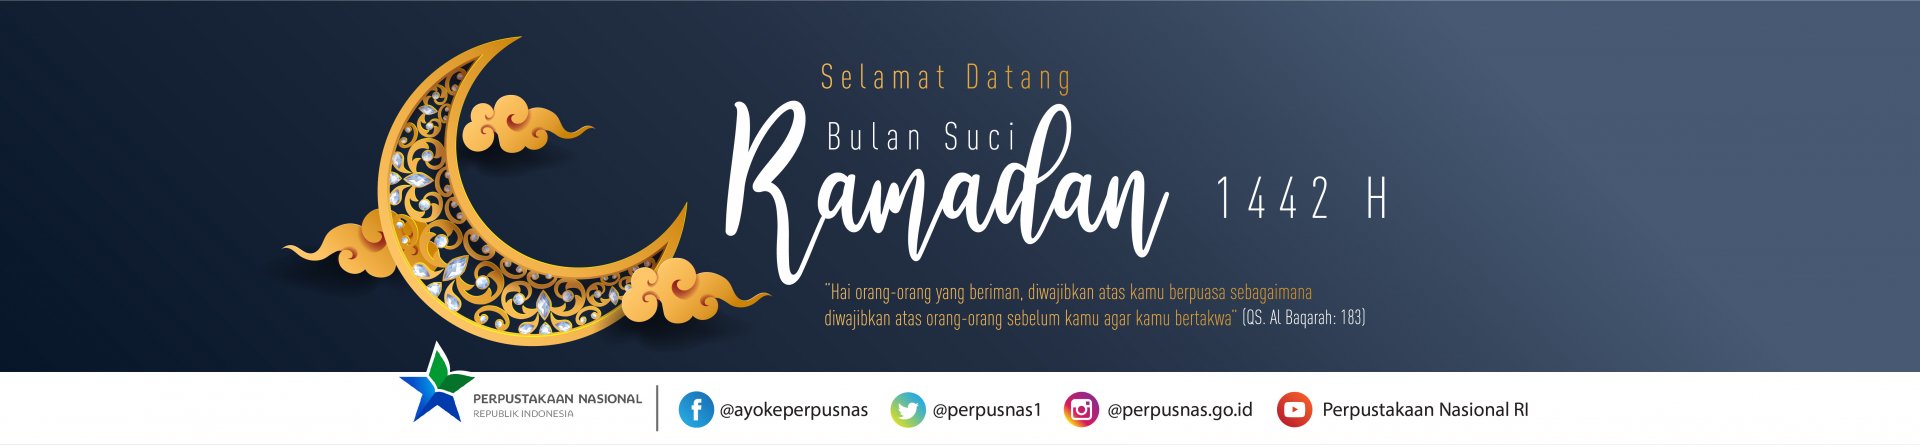 Selamat Datang
Bulan Suci
Ramadan 1442 H
"Hai orang-orang yang beriman, diwajibkan atas kamu berpuasa sebagaimana
diwajibkan atas orang-orang sebelum kamu agar kamu bertakwa" (QS. Al Baqarah: 183)
PERPUSTAKAAN NASIONAL
REPUBLIK INDONESIA
@ayokeperpusnas @perpusnas1 @perpusnas.go.id Perpustakaan Nasional RI